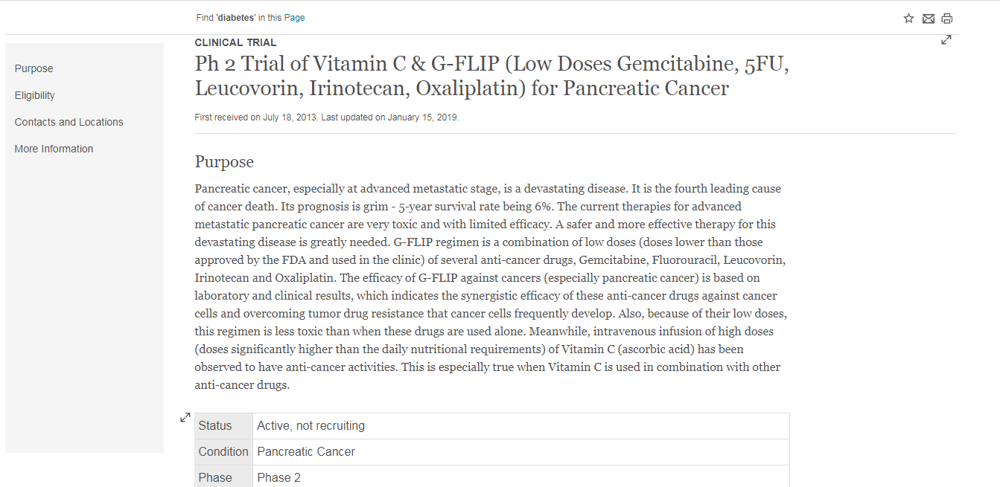 Find 'diabetes' in this Page
Purpose
Eligibility
Contacts and Locations
More Information
CLINICAL TRIAL
Ph 2 Trial of Vitamin C & G-FLIP (Low Doses Gemcitabine, 5FU,
Leucovorin, Irinotecan, Oxaliplatin) for Pancreatic Cancer
First received on July 18, 2013. Last updated on January 15, 2019.
Purpose
Pancreatic cancer, especially at advanced metastatic stage, is a devastating disease. It is the fourth leading cause
of cancer death. Its prognosis is grim - 5-year survival rate being 6%. The current therapies for advanced
metastatic pancreatic cancer are very toxic and with limited efficacy. A safer and more effective therapy for this
devastating disease is greatly needed. G-FLIP regimen is a combination of low doses (doses lower than those
approved by the FDA and used in the clinic) of several anti-cancer drugs, Gemcitabine, Fluorouracil, Leucovorin,
Irinotecan and Oxaliplatin. The efficacy of G-FLIP against cancers (especially pancreatic cancer) is based on
laboratory and clinical results, which indicates the synergistic efficacy of these anti-cancer drugs against cancer
cells and overcoming tumor drug resistance that cancer cells frequently develop. Also, because of their low doses,
this regimen is less toxic than when these drugs are used alone. Meanwhile, intravenous infusion of high doses
(doses significantly higher than the daily nutritional requirements) of Vitamin C (ascorbic acid) has been
observed to have anti-cancer activities. This is especially true when Vitamin C is used in combination with other
anti-cancer drugs.
Status Active, not recruiting
Condition Pancreatic Cancer
Phase Phase 2